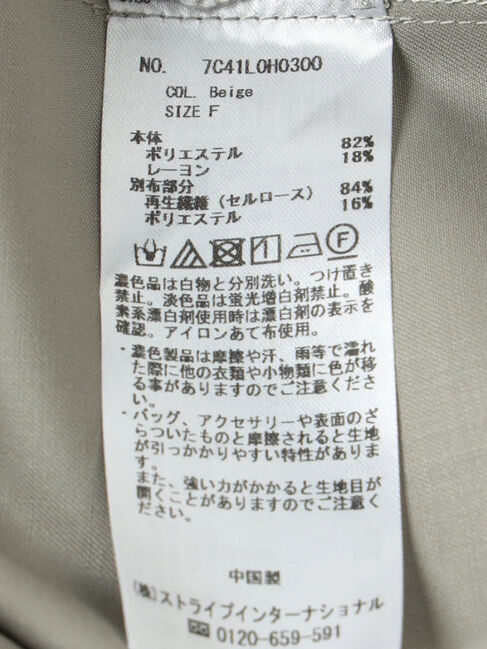 NO. 7C41L0H0300
COL. Beige
SIZE F
本体
ポリエステル 82%
レーヨン 18%
別布部分
再生繊維（セルロース） 84%
ポリエステル 16%
F
濃色品は白物と分別洗い。つけ置き
禁止。淡色品は蛍光増白剤禁止。酸
素系漂白剤使用時は漂白剤の表示を
確認。アイロンあて布使用。
・濃色製品は摩擦や汗、雨等で濡れ
た際に他の衣類や小物類に色が移
る事がありますのでご注意くださ
い。
・バッグ、アクセサリーや表面のざ
らついたものと摩擦されると生地
が引っかかりやすい特性がありま
す。
また、強い力がかかると生地目が
開くことがありますのでご注意く
ださい。
中国製
(株)ストライプインターナショナル
0120-659-591